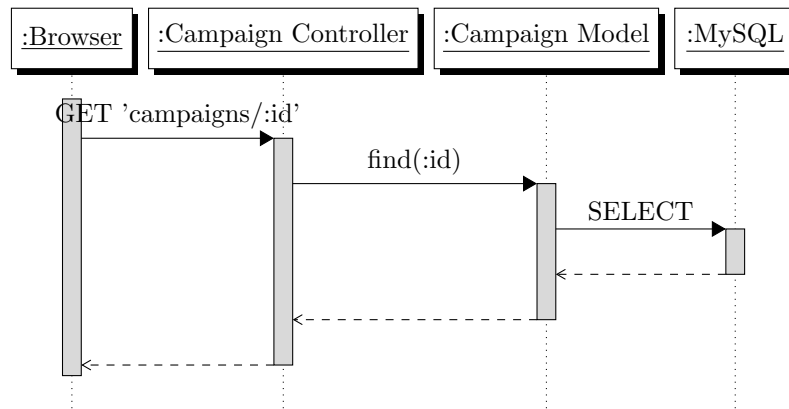 :Browser
:Campaign Controller
:Campaign Model
:MySQL
GET ’campaigns/:id’
find(:id)
SELECT